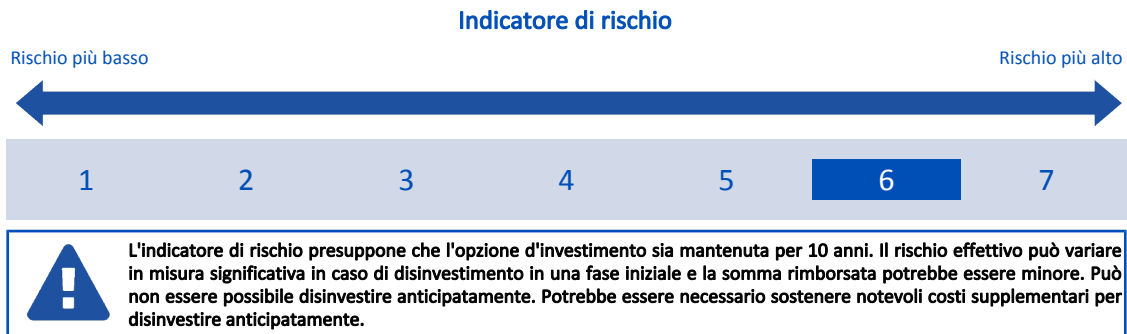 Indicatore di rischio
Rischio più basso Rischio più alto
1 2 3 4 5 6 7
L'indicatore di rischio presuppone che l'opzione d'investimento sia mantenuta per 10 anni. Il rischio effettivo può variare
in misura significativa in caso di disinvestimento in una fase iniziale e la somma rimborsata potrebbe essere minore. Può
non essere possibile disinvestire anticipatamente. Potrebbe essere necessario sostenere notevoli costi supplementari per
disinvestire anticipatamente.